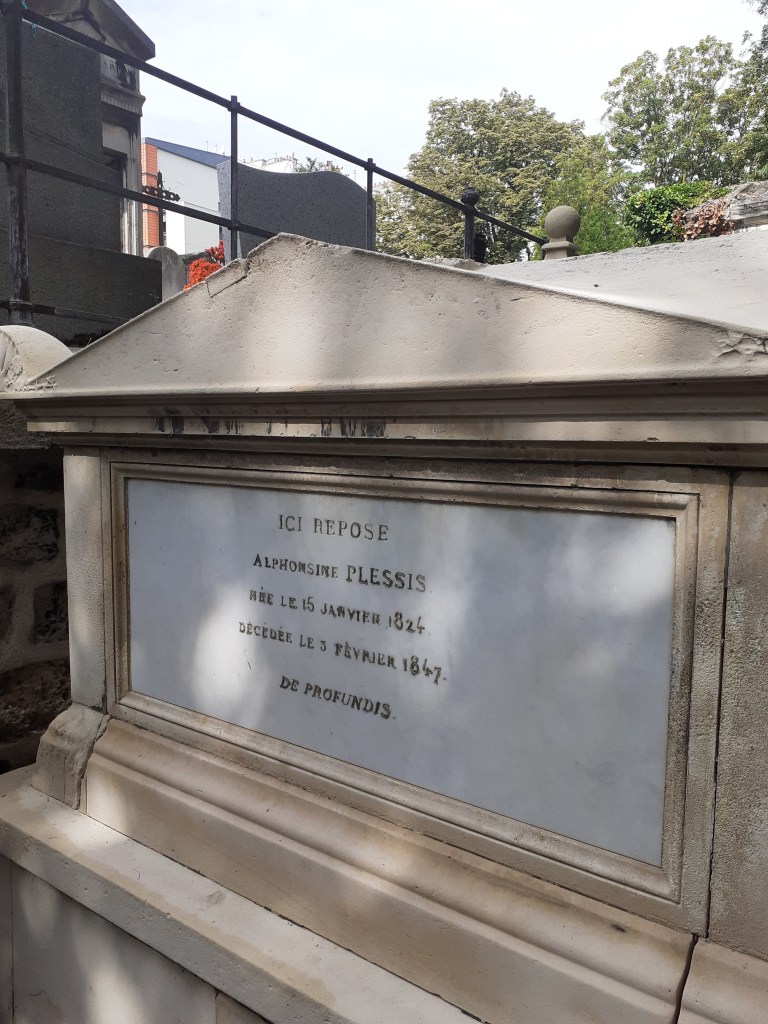 ICI REPOSE
ALPHONSINE PLESSIS
NÉE LE 15 JANVIER 1824.
DÉCÉDÉE LE 3 FÉVRIER 1847.
DE PROFUNDIS.